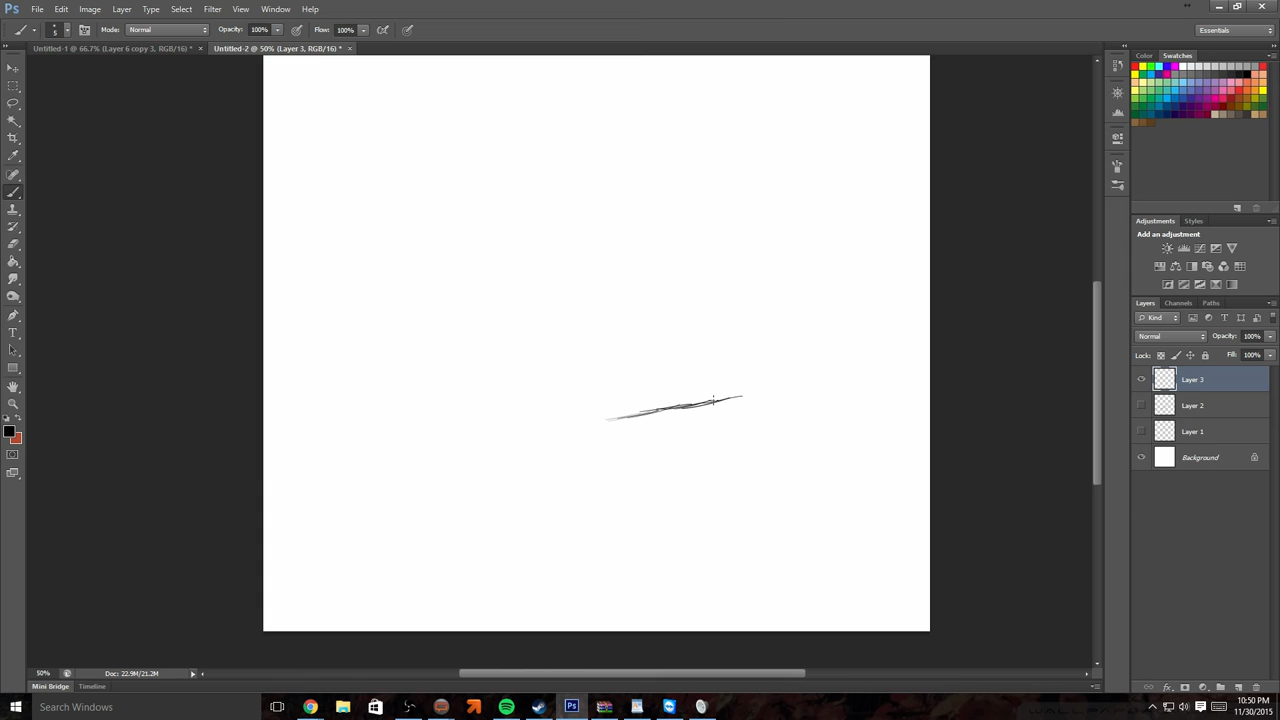 Ps File Edit Image Layer Type Select Filter View Window Help
5 Mode: Normal Opacity: 100% Flow: 100% Essentials
Untitled-1 @ 66.7% (Layer 6 copy 3, RGB/16) * × Untitled-2 @ 50% (Layer 3, RGB/16) * ×
Color Swatches
Adjustments Styles
Add an adjustment
Layers Channels Paths
Kind
Normal Opacity: 100%
Lock: Fill: 100%
Layer 3
Layer 2
Layer 1
Background
50% Doc: 22.9M/21.2M
Mini Bridge Timeline
Search Windows
10:50 PM
11/30/2015